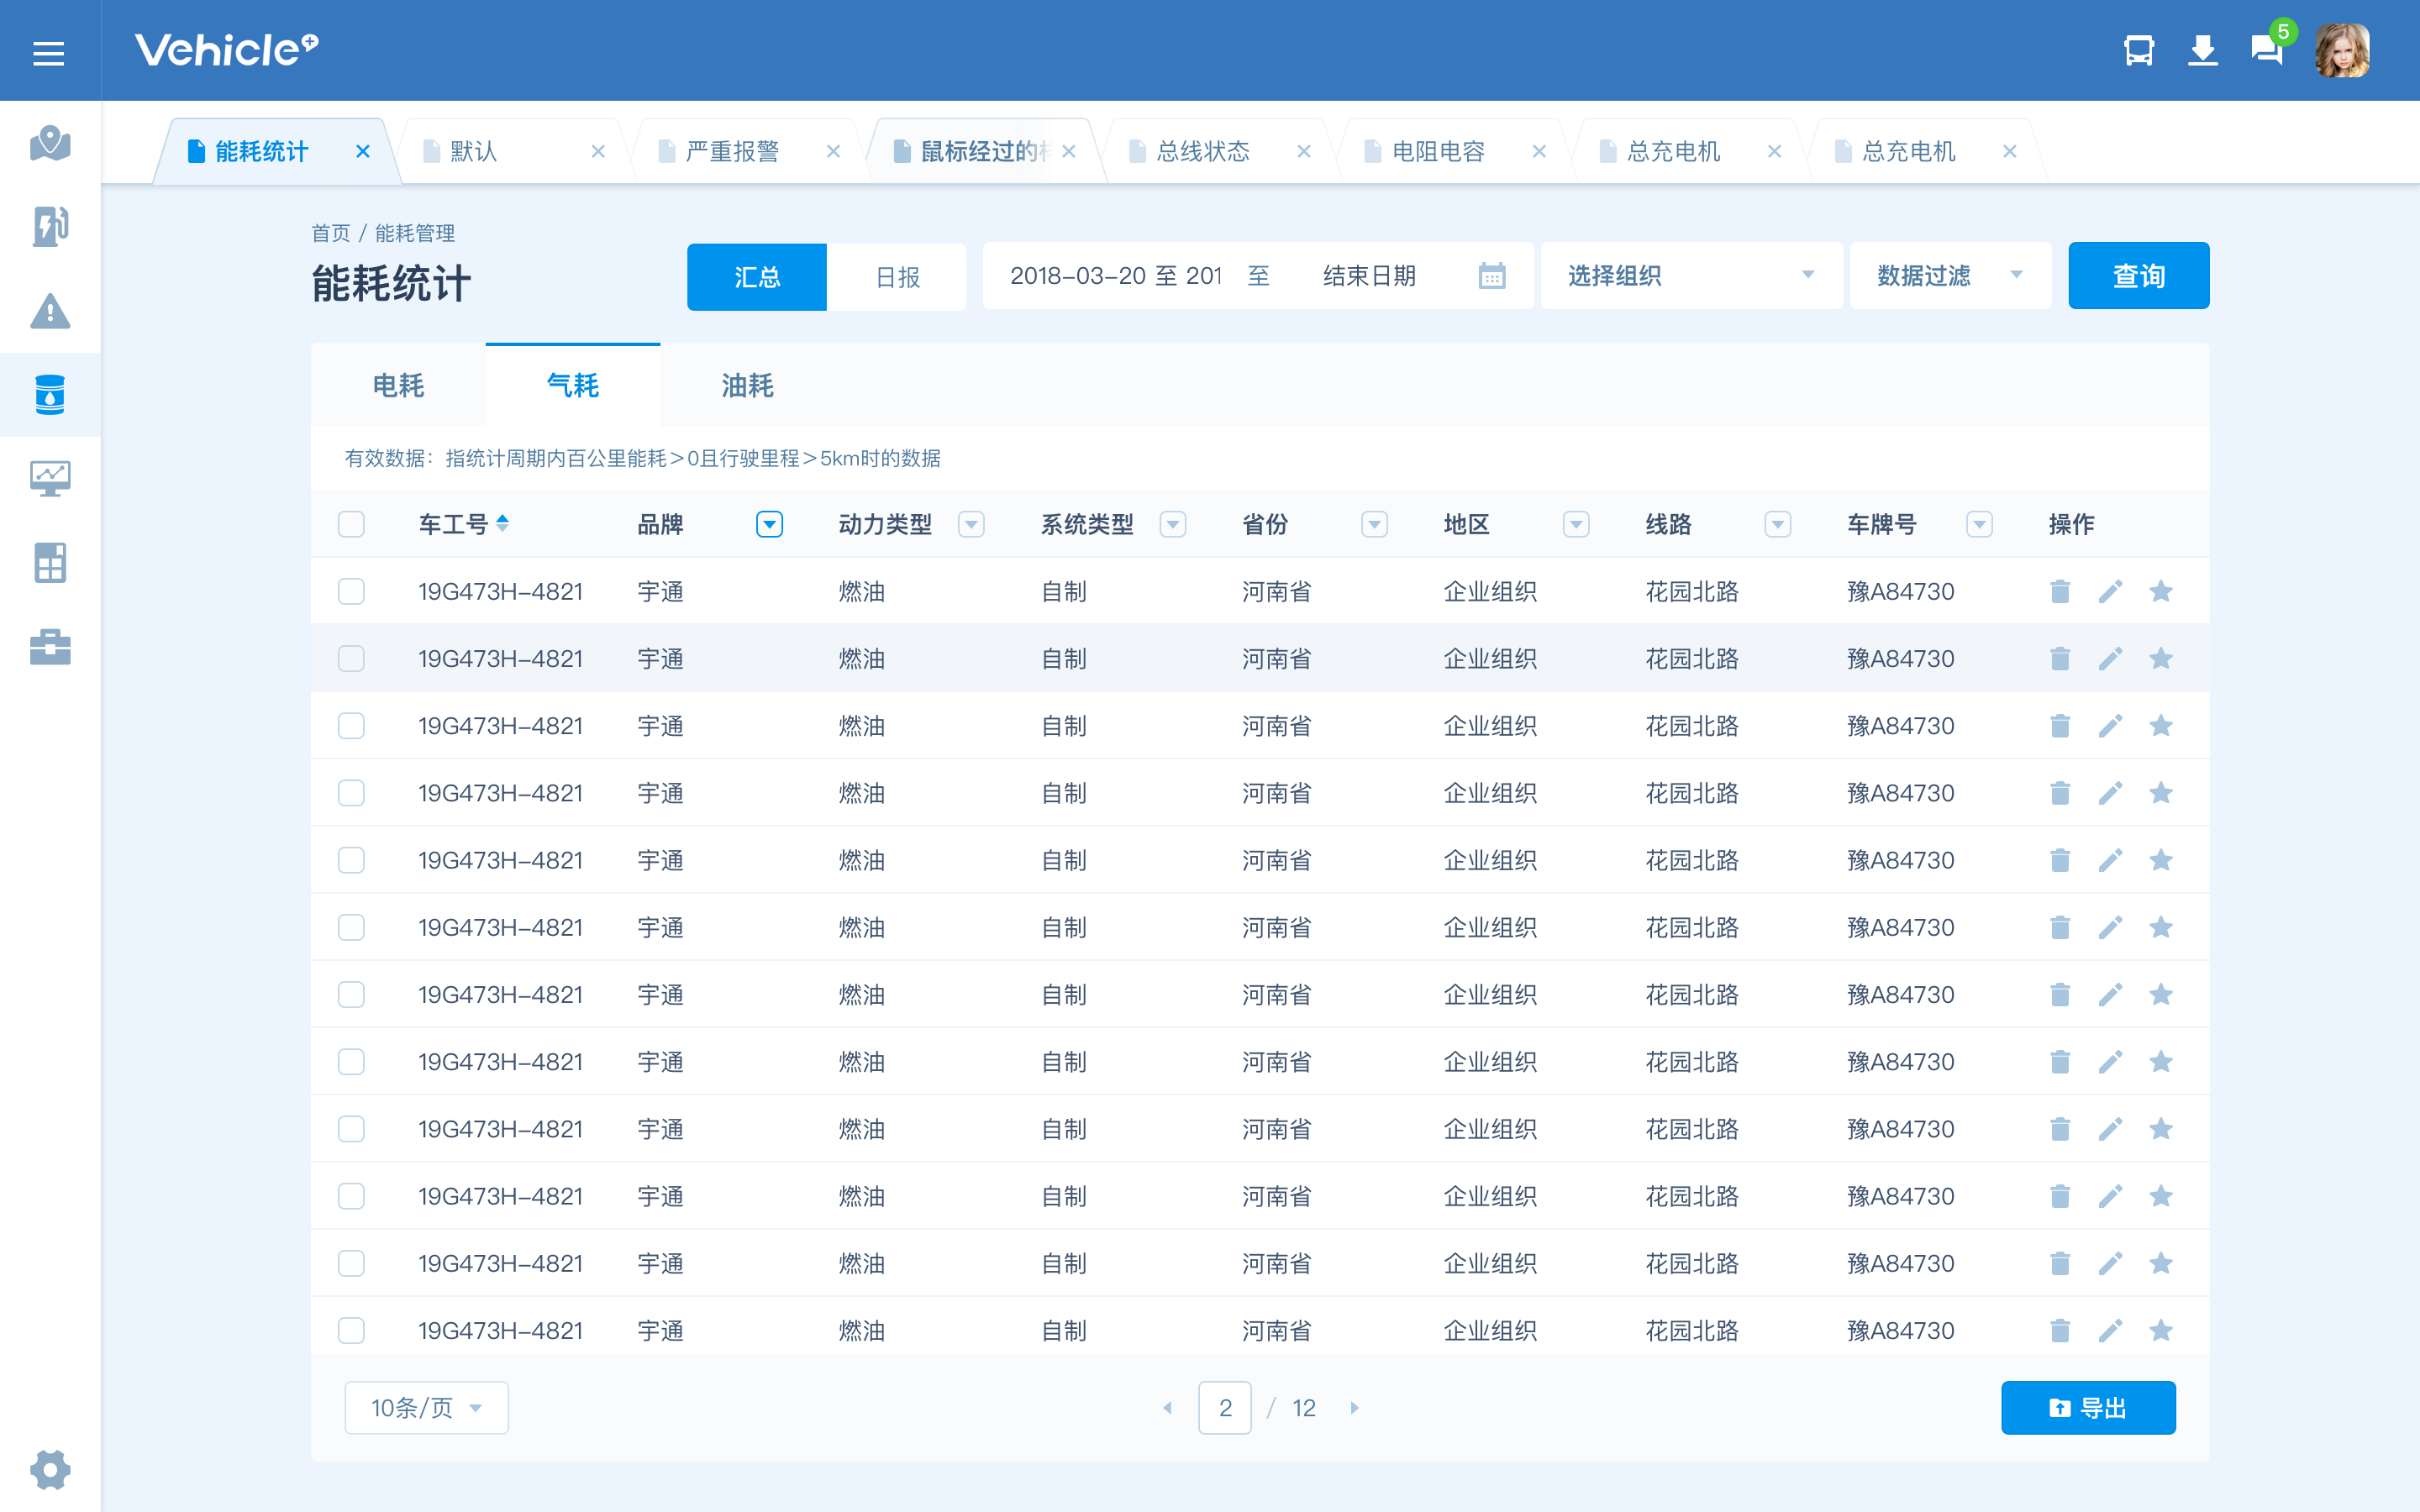 Vehicle+
5
能耗统计 默认 严重报警 鼠标经过的 总线状态 电阻电容 总充电机 总充电机
首页 / 能耗管理
能耗统计
汇总 日报 2018-03-20 至 201 至 结束日期 选择组织 数据过滤 查询
电耗 气耗 油耗
有效数据：指统计周期内百公里能耗＞0且行驶里程＞5km时的数据
车工号 品牌 动力类型 系统类型 省份 地区 线路 车牌号 操作
19G473H-4821 宇通 燃油 自制 河南省 企业组织 花园北路 豫A84730
19G473H-4821 宇通 燃油 自制 河南省 企业组织 花园北路 豫A84730
19G473H-4821 宇通 燃油 自制 河南省 企业组织 花园北路 豫A84730
19G473H-4821 宇通 燃油 自制 河南省 企业组织 花园北路 豫A84730
19G473H-4821 宇通 燃油 自制 河南省 企业组织 花园北路 豫A84730
19G473H-4821 宇通 燃油 自制 河南省 企业组织 花园北路 豫A84730
19G473H-4821 宇通 燃油 自制 河南省 企业组织 花园北路 豫A84730
19G473H-4821 宇通 燃油 自制 河南省 企业组织 花园北路 豫A84730
19G473H-4821 宇通 燃油 自制 河南省 企业组织 花园北路 豫A84730
19G473H-4821 宇通 燃油 自制 河南省 企业组织 花园北路 豫A84730
19G473H-4821 宇通 燃油 自制 河南省 企业组织 花园北路 豫A84730
19G473H-4821 宇通 燃油 自制 河南省 企业组织 花园北路 豫A84730
10条/页 2 / 12 导出